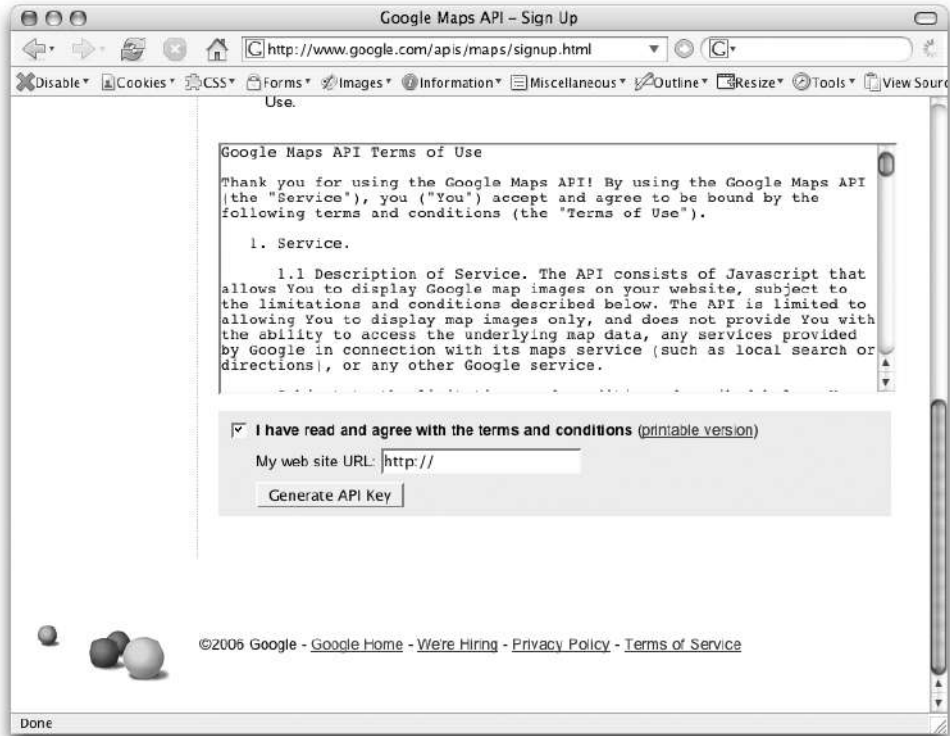 Google Maps API – Sign Up
http://www.google.com/apis/maps/signup.html
Disable Cookies CSS Forms Images Information Miscellaneous Outline Resize Tools View Sourc
Use.
Google Maps API Terms of Use
Thank you for using the Google Maps API! By using the Google Maps API
(the "Service"), you ("You") accept and agree to be bound by the
following terms and conditions (the "Terms of Use").
1. Service.
1.1 Description of Service. The API consists of Javascript that
allows You to display Google map images on your website, subject to
the limitations and conditions described below. The API is limited to
allowing You to display map images only, and does not provide You with
the ability to access the underlying map data, any services provided
by Google in connection with its maps service (such as local search or
directions), or any other Google service.
I have read and agree with the terms and conditions (printable version)
My web site URL: http://
Generate API Key
©2006 Google - Google Home - We're Hiring - Privacy Policy - Terms of Service
Done